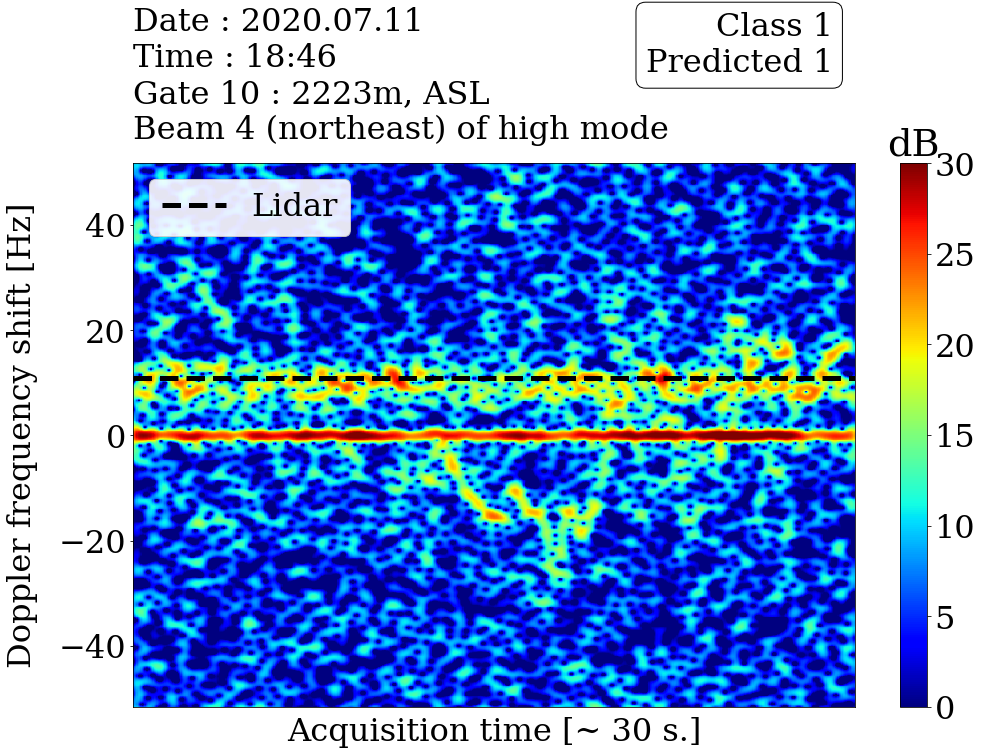 Date : 2020.07.11
Time : 18:46
Gate 10 : 2223m, ASL
Beam 4 (northeast) of high mode
Class 1
Predicted 1
dB
Lidar
Doppler frequency shift [Hz]
40
20
0
−20
−40
30
25
20
15
10
5
0
Acquisition time [~ 30 s.]